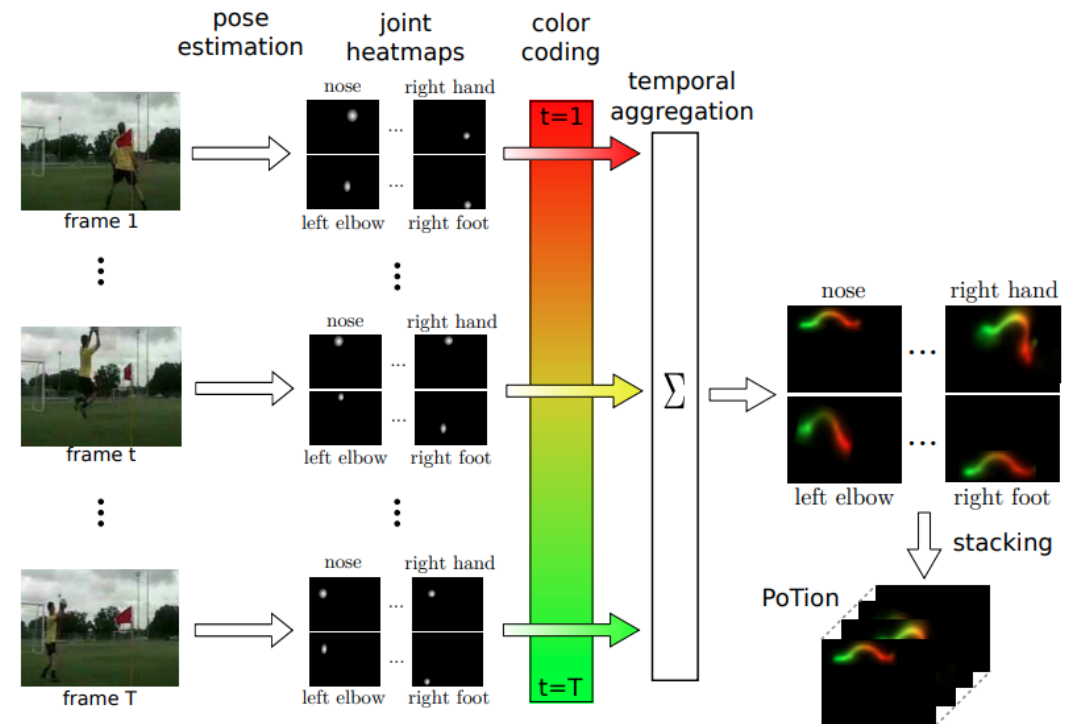 pose
estimation
joint
heatmaps
color
coding
temporal
aggregation
nose
right hand
...
...
left elbow
right foot
frame 1
t=1
nose
right hand
...
...
left elbow
right foot
frame t
Σ
nose
right hand
...
...
left elbow
right foot
stacking
PoTion
nose
right hand
...
...
left elbow
right foot
frame T
t=T